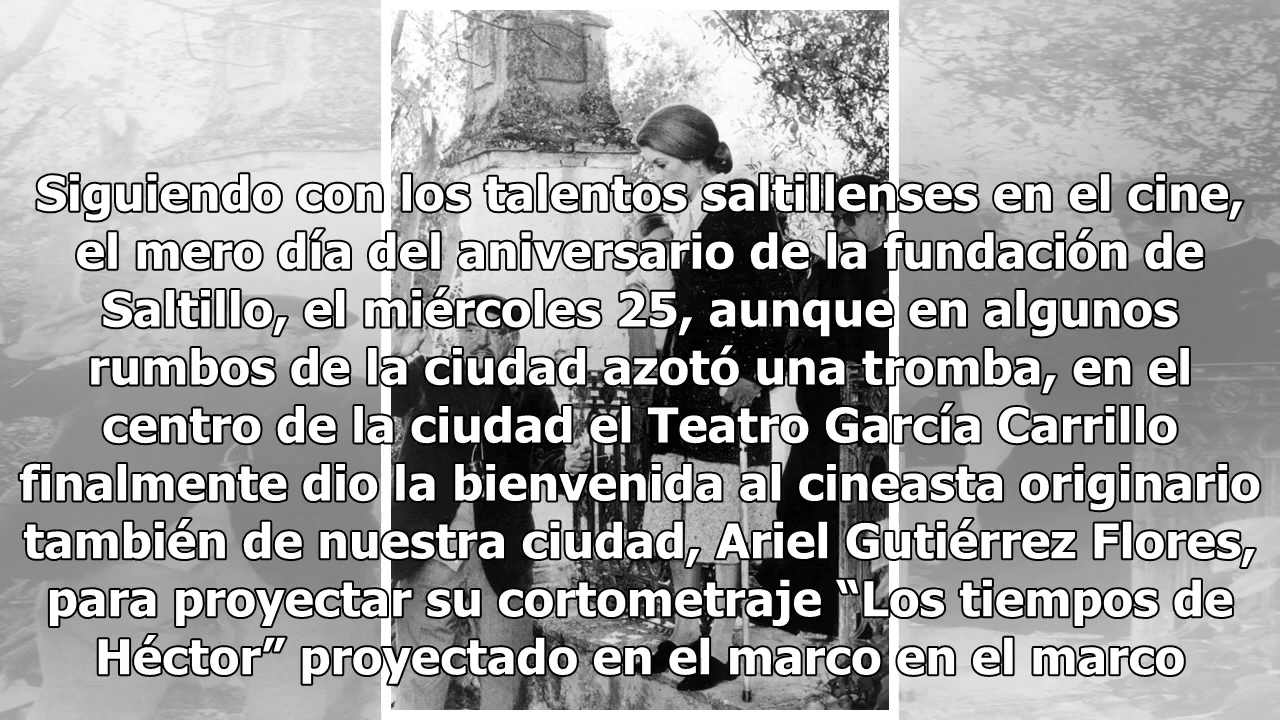 Siguiendo con los talentos saltillenses en el cine,
el mero día del aniversario de la fundación de
Saltillo, el miércoles 25, aunque en algunos
rumbos de la ciudad azotó una tromba, en el
centro de la ciudad el Teatro García Carrillo
finalmente dio la bienvenida al cineasta originario
también de nuestra ciudad, Ariel Gutiérrez Flores,
para proyectar su cortometraje “Los tiempos de
Héctor” proyectado en el marco en el marco